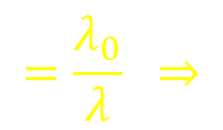 = λ₀/λ ⇒